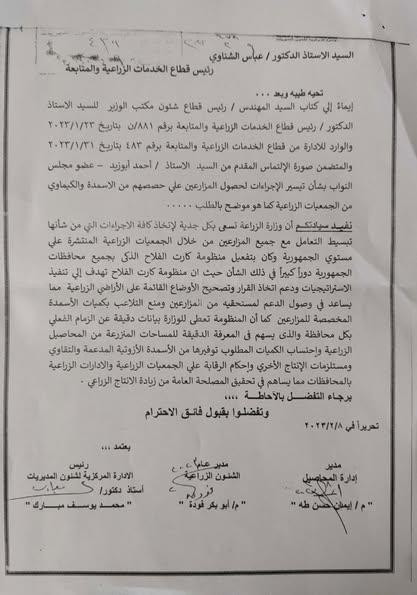 السيد الاستاذ الدكتور / عباس الشناوي
رئيس قطاع الخدمات الزراعية والمتابعة
تحيه طيبه وبعد ...
إيماءً إلي كتاب السيد المهندس / رئيس قطاع شئون مكتب الوزير للسيد الاستاذ
الدكتور / رئيس قطاع الخدمات الزراعية والمتابعة برقم ٨٨١/ن بتاريخ ٢٠٢٣/١/٢٣
والوارد للادارة من قطاع الخدمات الزراعية والمتابعة برقم ٤٨٣ بتاريخ ٢٠٢٣/١/٣١
والمتضمن صورة الإلتماس المقدم من السيد الاستاذ / أحمد أبوزيد – عضو مجلس
النواب بشأن تيسير الإجراءات لحصول المزارعين علي حصصهم من الاسمدة والكيماوي
من الجمعيات الزراعية كما هو موضح بالطلب .....
نفيد سيادتكم أن وزارة الزراعة تسعى بكل جدية لإتخاذ كافة الاجراءات التي من شأنها
تبسيط التعامل مع جميع المزارعين من خلال الجمعيات الزراعية المنتشرة علي
مستوي الجمهورية وكان بتفعيل منظومة كارت الفلاح الذكى بجميع محافظات
الجمهورية دوراً كبيراً في ذلك الشأن حيث ان منظومة كارت الفلاح تهدف إلي تنفيذ
الاستراتيجيات ودعم اتخاذ القرار وتصحيح الأوضاع القائمة على الأراضي الزراعية مما
يساعد في وصول الدعم لمستحقيه من المزارعين ومنع التلاعب بكميات الأسمدة
المخصصة للمزارعين كما أن المنظومة تعطى للوزارة بيانات دقيقة عن الزمام الفعلي
بكل محافظة والذى يسهم فى المعرفة الدقيقة للمساحات المنزرعة من المحاصيل
الزراعية وإحتساب الكميات المطلوب توفيرها من الأسمدة الأزوتية المدعمة والتقاوي
ومستلزمات الإنتاج الأخري وإحكام الرقابة علي الجمعيات الزراعية والادارات الزراعية
بالمحافظات مما يساهم في تحقيق المصلحة العامة من زيادة الانتاج الزراعي .
برجاء التفضل بالأحاطة ,,,,
وتفضلوا بقبول فائق الاحترام
تحريراً في ٢٠٢٣/٢/٨
يعتمد ,,,
مدير
إدارة المحاصيل
" م / إيمان حسن طه "
مدير عام
الشئون الزراعية
" م/ أبو بكر فودة "
رئيس
الادارة المركزية لشئون المديريات
أستاذ دكتور/
" محمد يوسف مبارك "